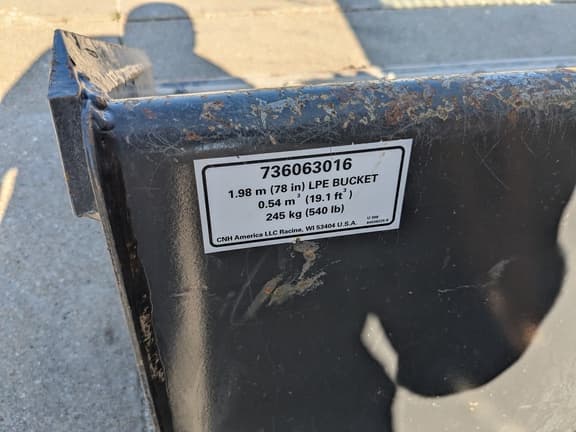 736063016
1.98 m (78 in) LPE BUCKET
0.54 m³ (19.1 ft³)
245 kg (540 lb)
CNH America LLC Racine, WI 53404 U.S.A.